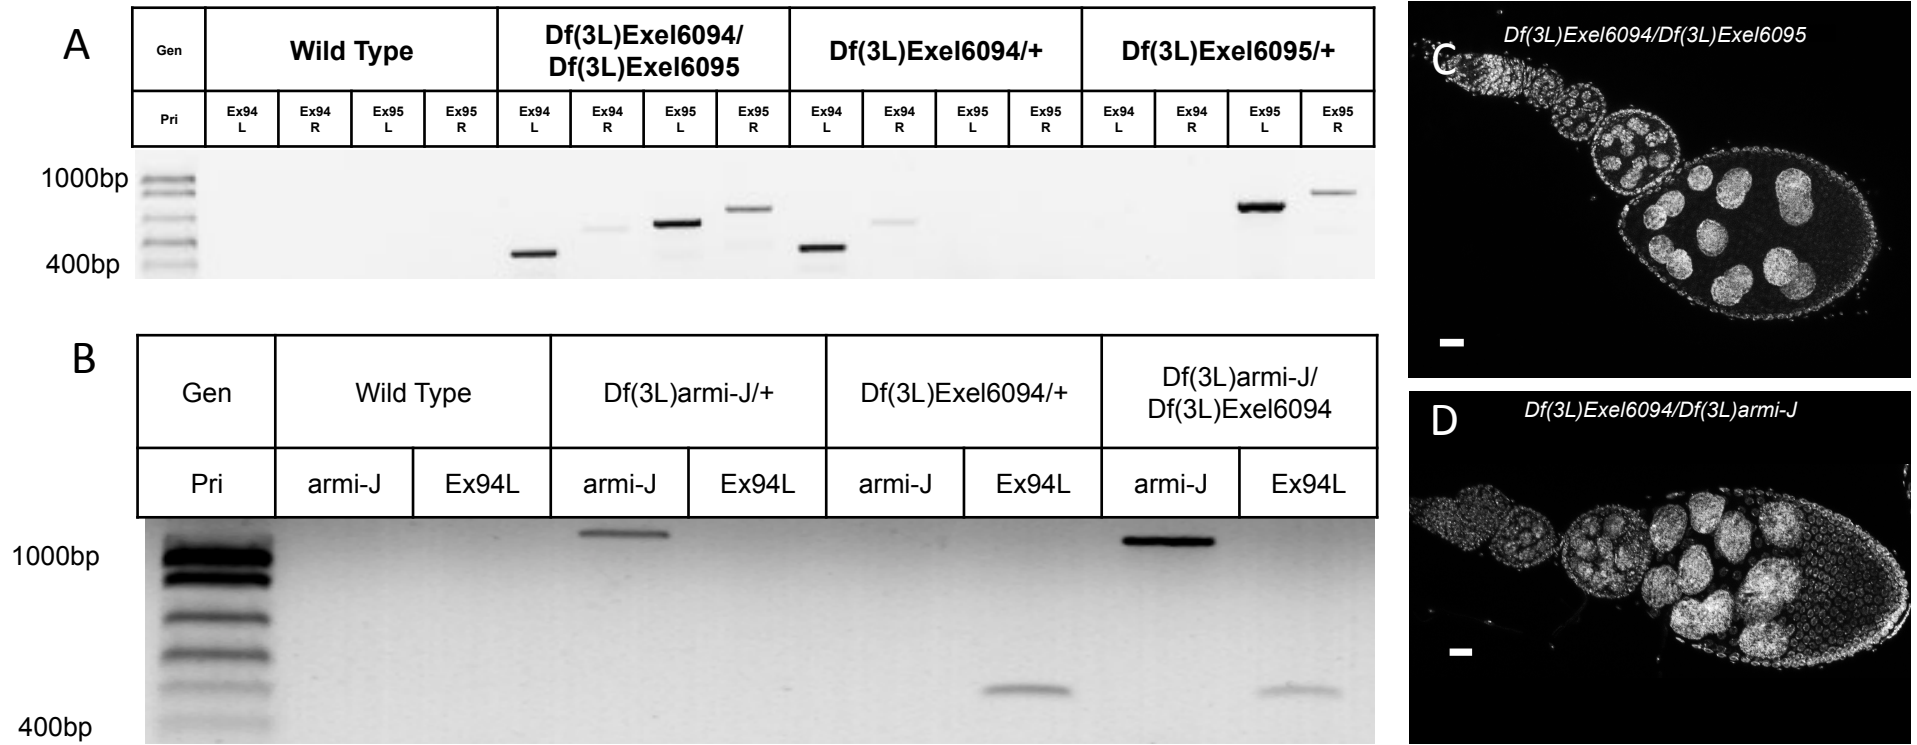 A
Gen
Wild Type
Df(3L)Exel6094/
Df(3L)Exel6095
Df(3L)Exel6094/+
Df(3L)Exel6095/+
Pri
Ex94 L
Ex94 R
Ex95 L
Ex95 R
Ex94 L
Ex94 R
Ex95 L
Ex95 R
Ex94 L
Ex94 R
Ex95 L
Ex95 R
Ex94 L
Ex94 R
Ex95 L
Ex95 R
1000bp
400bp
B
Gen
Wild Type
Df(3L)armi-J/+
Df(3L)Exel6094/+
Df(3L)armi-J/
Df(3L)Exel6094
Pri
armi-J
Ex94L
armi-J
Ex94L
armi-J
Ex94L
armi-J
Ex94L
1000bp
400bp
C
Df(3L)Exel6094/Df(3L)Exel6095
D
Df(3L)Exel6094/Df(3L)armi-J